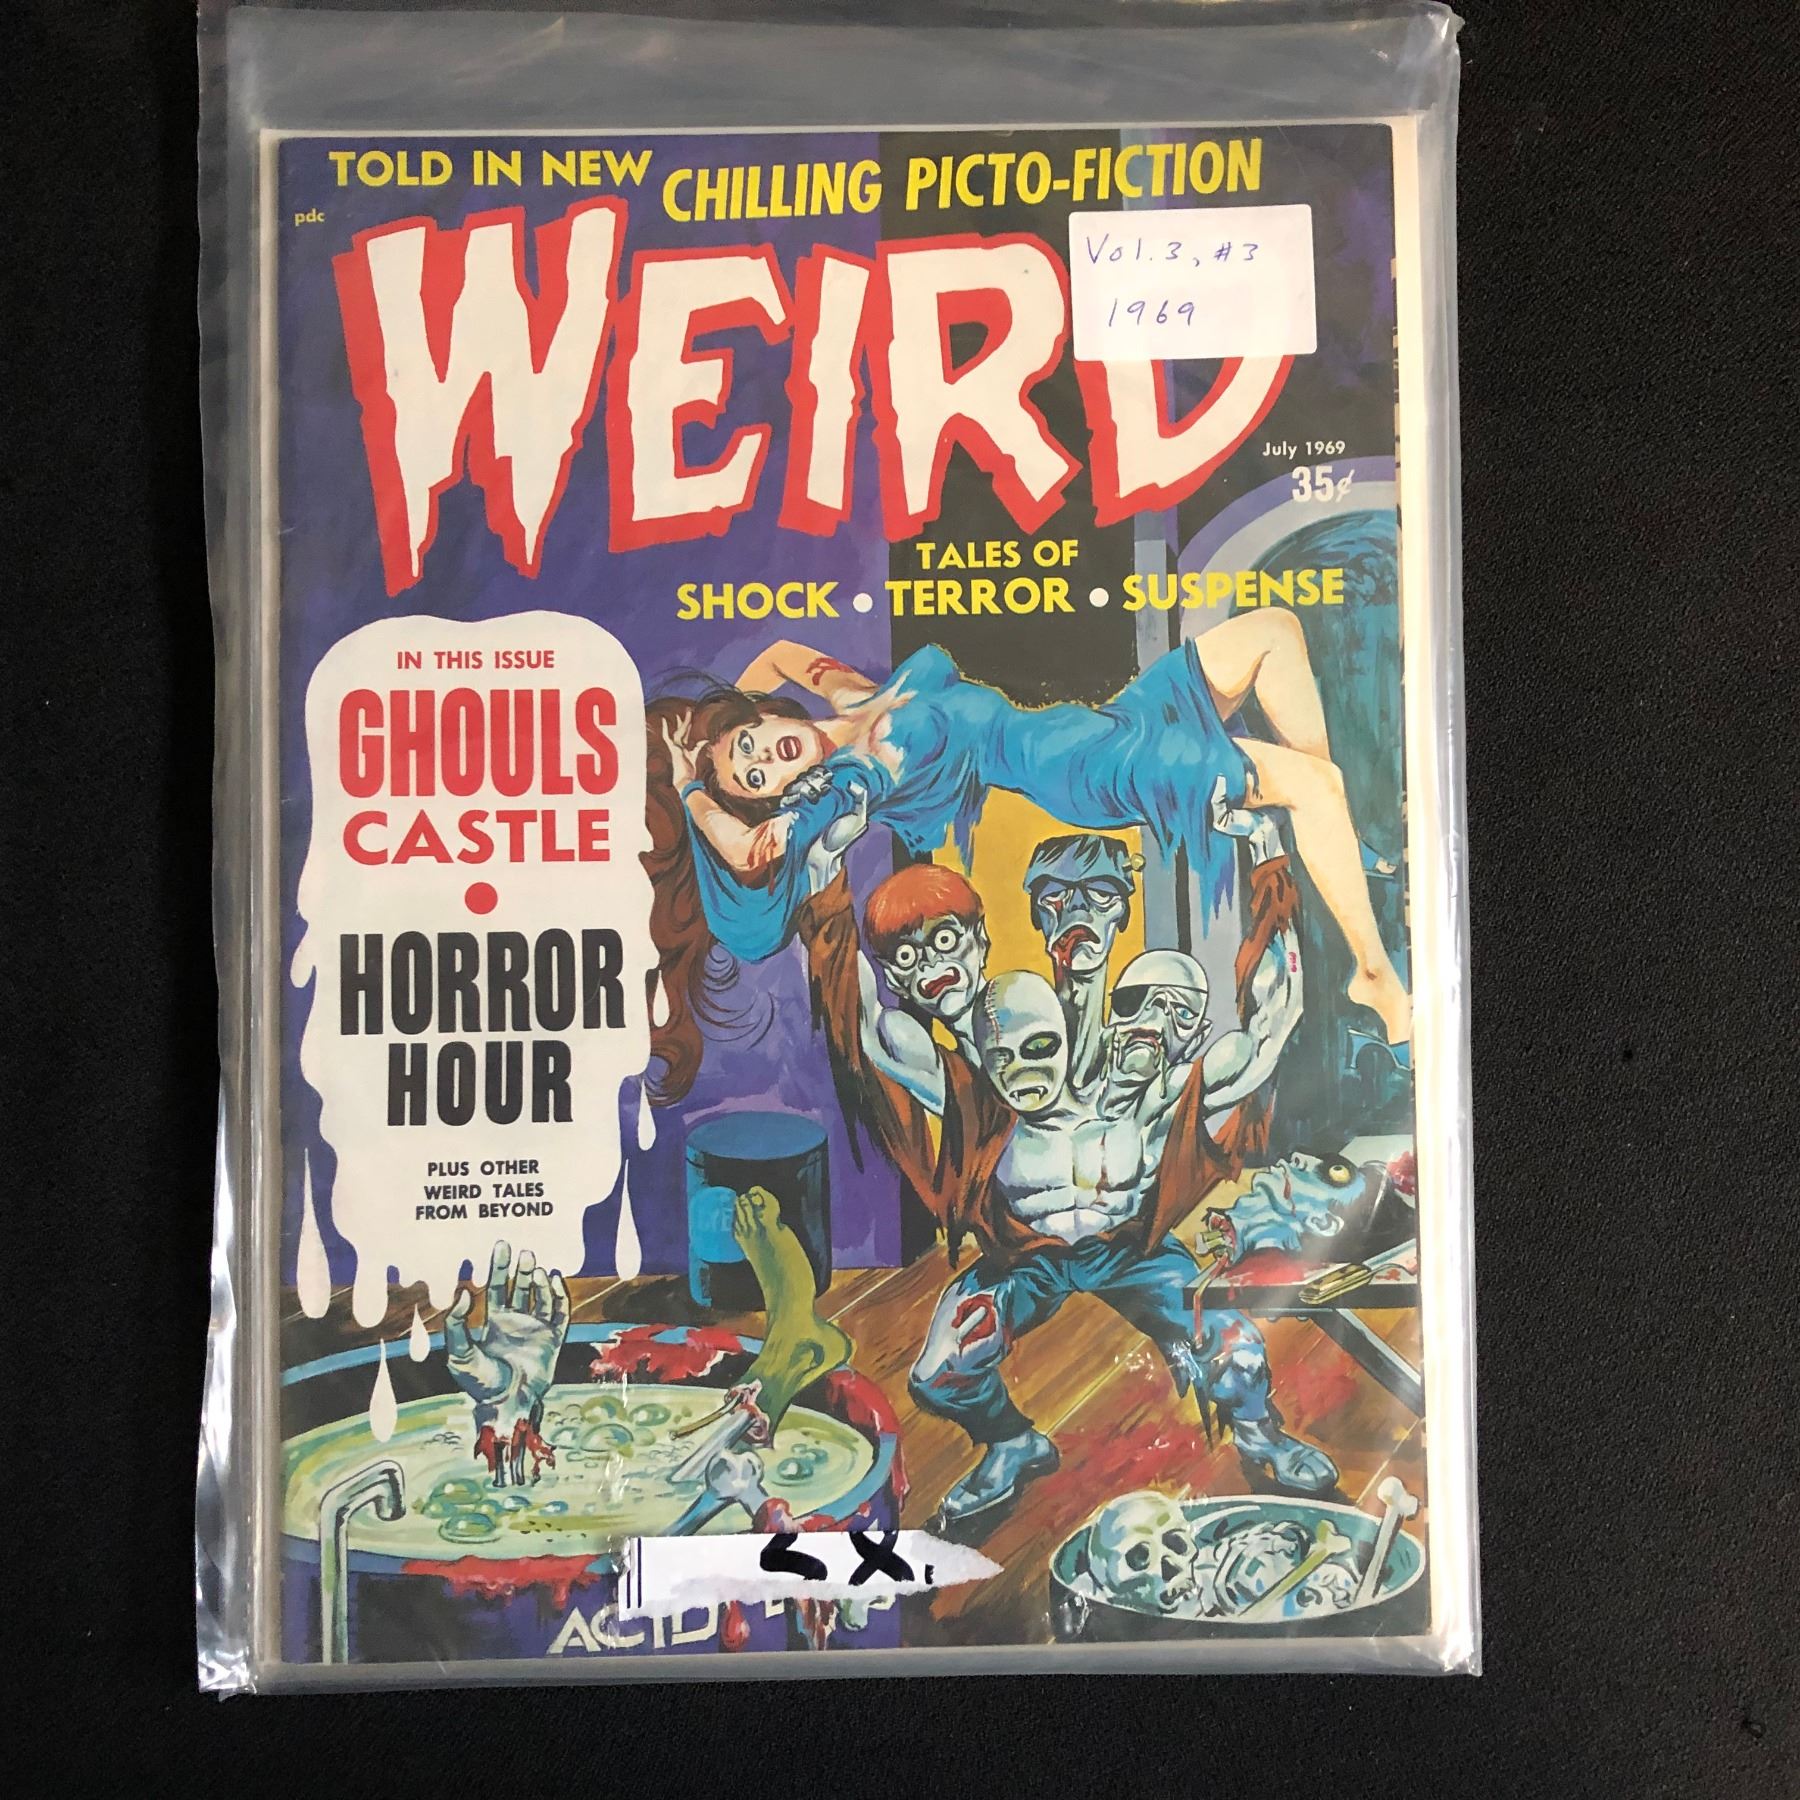 TOLD IN NEW CHILLING PICTO-FICTION
pdc
WEIRD
Vol. 3, #3
1969
July 1969
35¢
TALES OF
SHOCK • TERROR • SUSPENSE
IN THIS ISSUE
GHOULS
CASTLE
•
HORROR
HOUR
PLUS OTHER
WEIRD TALES
FROM BEYOND
ACID